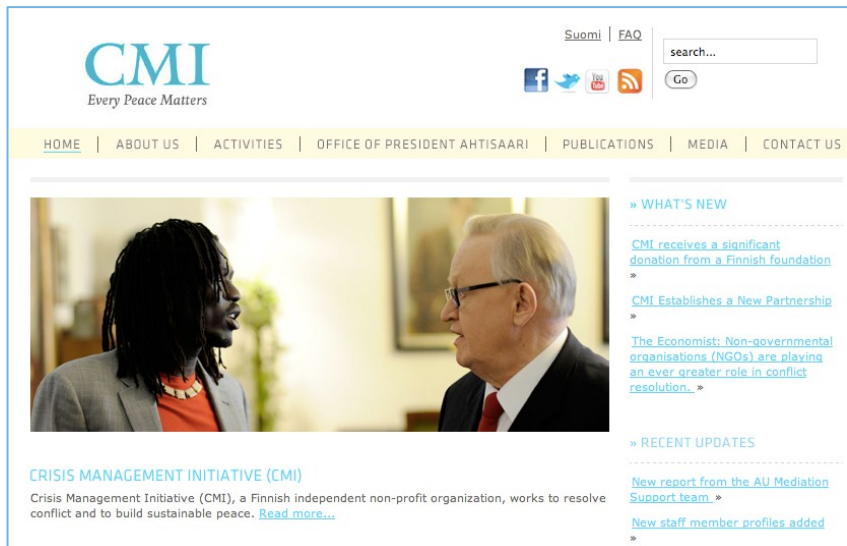 Suomi | FAQ
search...
Go
CMI
Every Peace Matters
You
Tube
HOME | ABOUT US | ACTIVITIES | OFFICE OF PRESIDENT AHTISAARI | PUBLICATIONS | MEDIA | CONTACT US
» WHAT'S NEW
CMI receives a significant
donation from a Finnish foundation
»
CMI Establishes a New Partnership
»
The Economist: Non-governmental
organisations (NGOs) are playing
an ever greater role in conflict
resolution. »
» RECENT UPDATES
New report from the AU Mediation
Support team »
New staff member profiles added
»
CRISIS MANAGEMENT INITIATIVE (CMI)
Crisis Management Initiative (CMI), a Finnish independent non-profit organization, works to resolve
conflict and to build sustainable peace. Read more...